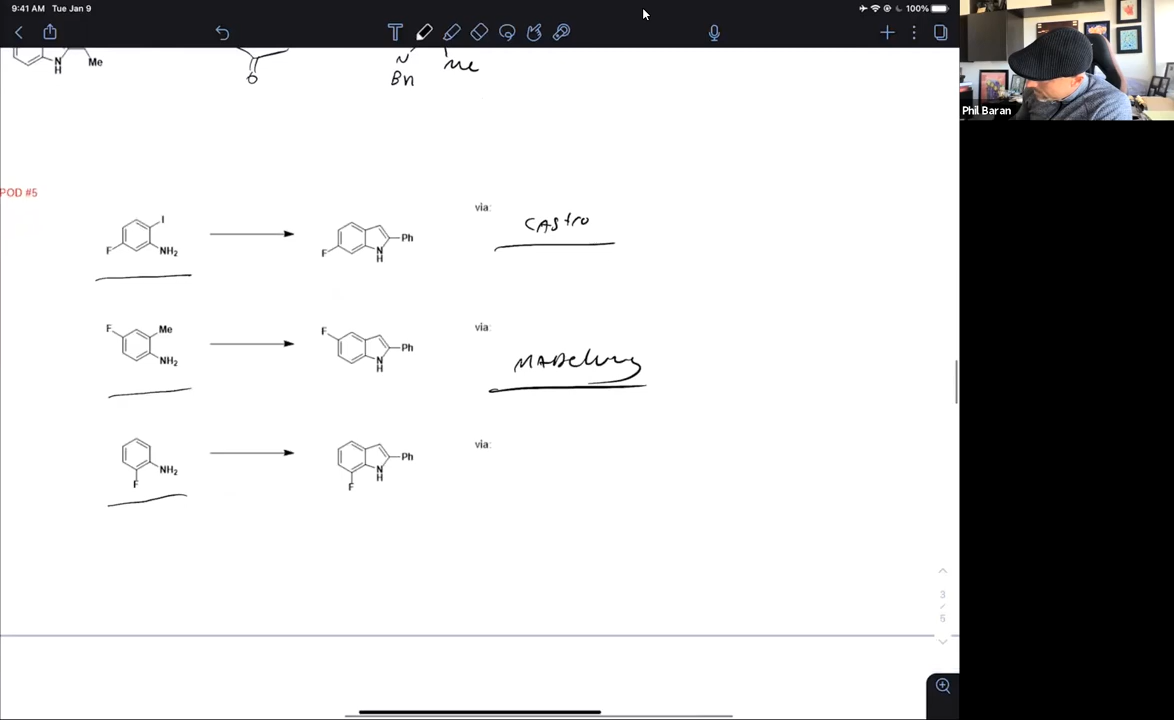 9:41 AM Tue Jan 9
100%
T
Phil Baran
N
H
Me
O
N
Bn
Me
POD #5
F
I
NH2
F
N
H
Ph
via:
CAStro
F
Me
NH2
F
N
H
Ph
via:
MADelung
NH2
F
F
N
H
Ph
via:
3
/
5